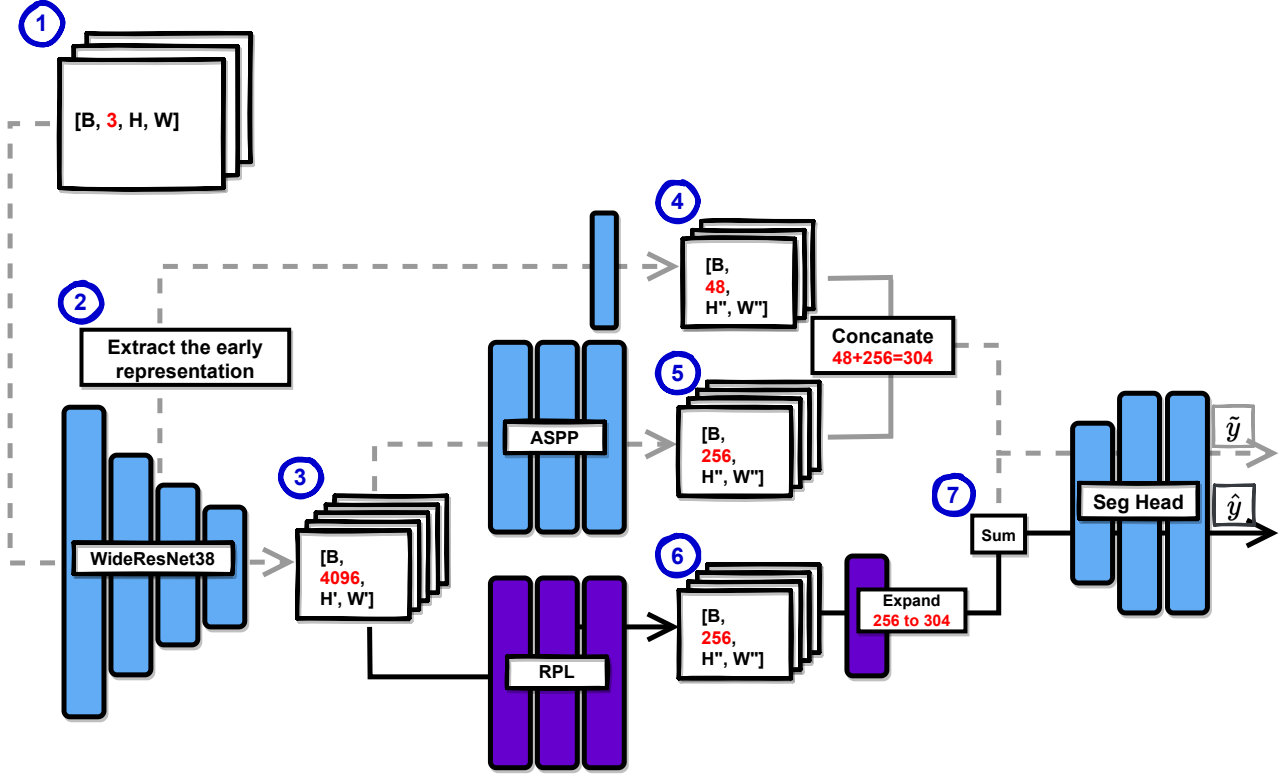 1
[B, 3, H, W]
2
Extract the early
representation
WideResNet38
3
[B,
4096,
H', W']
4
[B,
48,
H", W"]
Concanate
48+256=304
ASPP
5
[B,
256,
H", W"]
RPL
6
[B,
256,
H", W"]
Expand
256 to 304
7
Sum
Seg Head
ỹ
ŷ